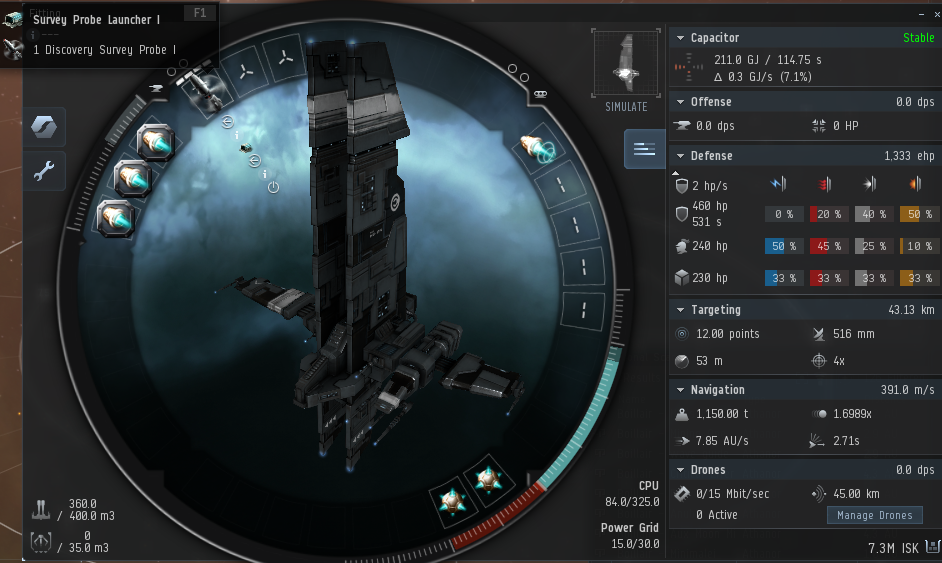 Fitting
Survey Probe Launcher I
F1
---
1 Discovery Survey Probe I
SIMULATE
Capacitor Stable
211.0 GJ / 114.75 s
Δ 0.3 GJ/s (7.1%)
Offense 0.0 dps
0.0 dps 0 HP
Defense 1,333 ehp
2 hp/s
460 hp
531 s
0 % 20 % 40 % 50 %
240 hp 50 % 45 % 25 % 10 %
230 hp 33 % 33 % 33 % 33 %
Targeting 43.13 km
12.00 points 516 mm
53 m 4x
Navigation 391.0 m/s
1,150.00 t 1.6989x
7.85 AU/s 2.71s
Drones 0.0 dps
0/15 Mbit/sec 45.00 km
0 Active Manage Drones
7.3M ISK
CPU
84.0/325.0
Power Grid
15.0/30.0
360.0
/ 400.0 m3
0
/ 35.0 m3